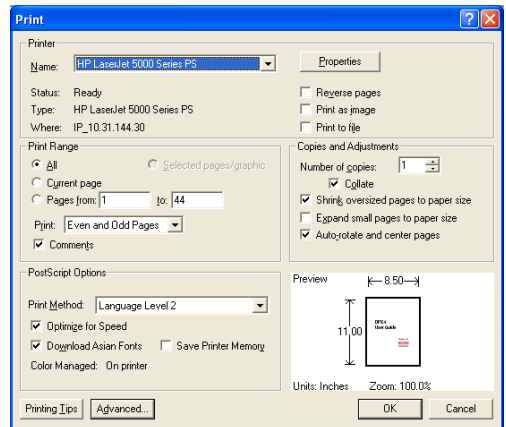 Print
Printer
Name: HP LaserJet 5000 Series PS Properties
Status: Ready Reverse pages
Type: HP LaserJet 5000 Series PS Print as image
Where: IP_10.31.144.30 Print to file
Print Range
All Selected pages/graphic
Current page
Pages from: 1 to: 44
Print: Even and Odd Pages
Comments
Copies and Adjustments
Number of copies: 1
Collate
Shrink oversized pages to paper size
Expand small pages to paper size
Auto-rotate and center pages
PostScript Options
Print Method: Language Level 2
Optimize for Speed
Download Asian Fonts Save Printer Memory
Color Managed: On printer
Preview 8.50
11.00
User Guide
Units: Inches Zoom: 100.0%
Printing Tips Advanced... OK Cancel